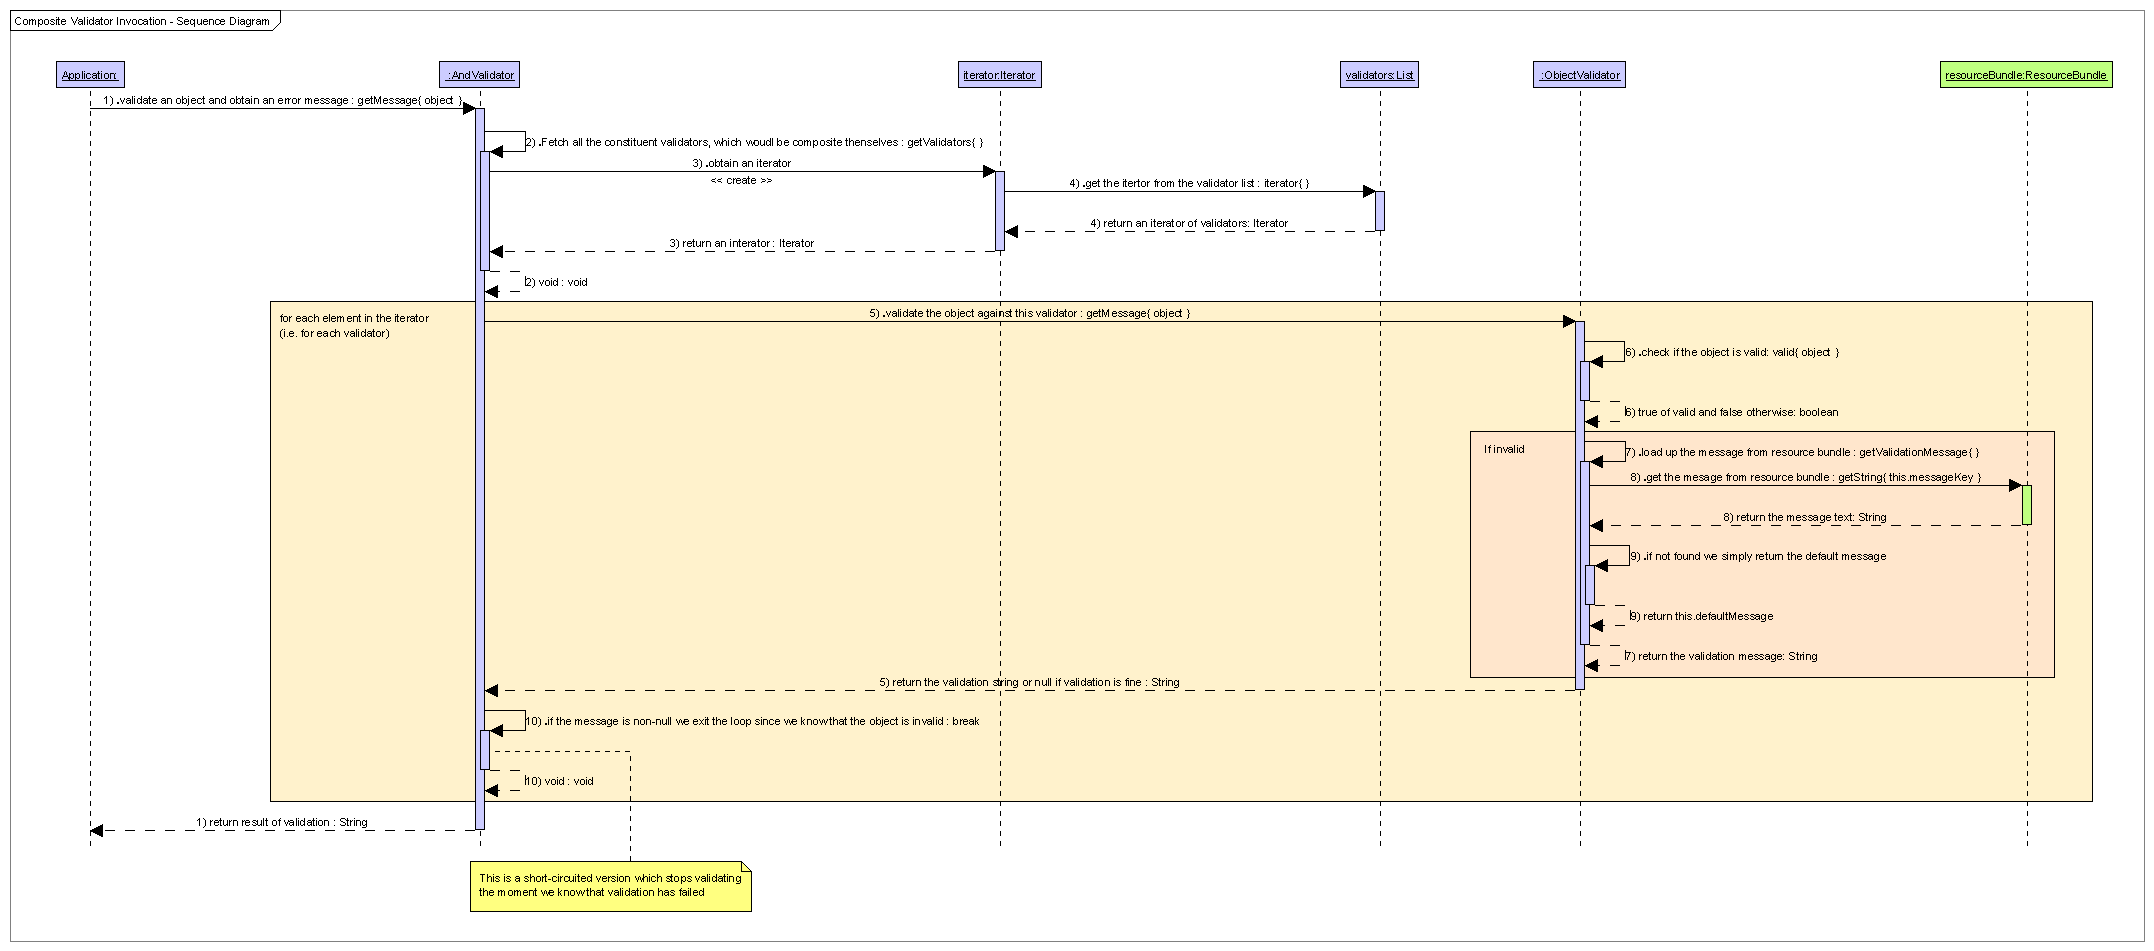 Composite Validator Invocation - Sequence Diagram
Application:
:AndValidator
iterator:Iterator
validators:List
:ObjectValidator
resourceBundle:ResourceBundle
1) .validate an object and obtain an error message : getMessage{ object }
2) .Fetch all the constituent validators, which woudl be composite thenselves : getValidators{ }
3) .obtain an iterator
<< create >>
4) .get the itertor from the validator list : iterator{ }
4) return an iterator of validators: Iterator
3) return an interator : Iterator
2) void : void
for each element in the iterator
(i.e. for each validator)
5) .validate the object against this validator : getMessage{ object }
6) .check if the object is valid: valid{ object }
6) true of valid and false otherwise: boolean
If invalid
7) .load up the message from resource bundle : getValidationMessage{ }
8) .get the mesage from resource bundle : getString{ this.messageKey }
8) return the message text: String
9) .if not found we simply return the default message
9) return this.defaultMessage
7) return the validation message: String
5) return the validation string or null if validation is fine : String
10) .if the message is non-null we exit the loop since we know that the object is invalid : break
10) void : void
1) return result of validation : String
This is a short-circuited version which stops validating
the moment we know that validation has failed